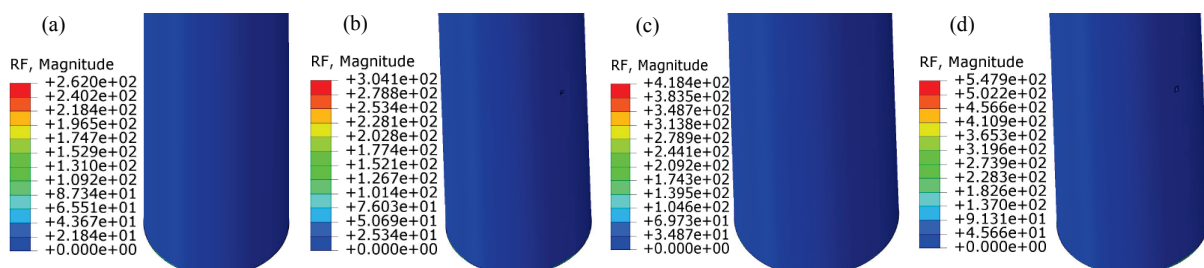 (a)
RF, Magnitude
+2.620e+02
+2.402e+02
+2.184e+02
+1.965e+02
+1.747e+02
+1.529e+02
+1.310e+02
+1.092e+02
+8.734e+01
+6.551e+01
+4.367e+01
+2.184e+01
+0.000e+00
(b)
RF, Magnitude
+3.041e+02
+2.788e+02
+2.534e+02
+2.281e+02
+2.028e+02
+1.774e+02
+1.521e+02
+1.267e+02
+1.014e+02
+7.603e+01
+5.069e+01
+2.534e+01
+0.000e+00
(c)
RF, Magnitude
+4.184e+02
+3.835e+02
+3.487e+02
+3.138e+02
+2.789e+02
+2.441e+02
+2.092e+02
+1.743e+02
+1.395e+02
+1.046e+02
+6.973e+01
+3.487e+01
+0.000e+00
(d)
RF, Magnitude
+5.479e+02
+5.022e+02
+4.566e+02
+4.109e+02
+3.653e+02
+3.196e+02
+2.739e+02
+2.283e+02
+1.826e+02
+1.370e+02
+9.131e+01
+4.566e+01
+0.000e+00